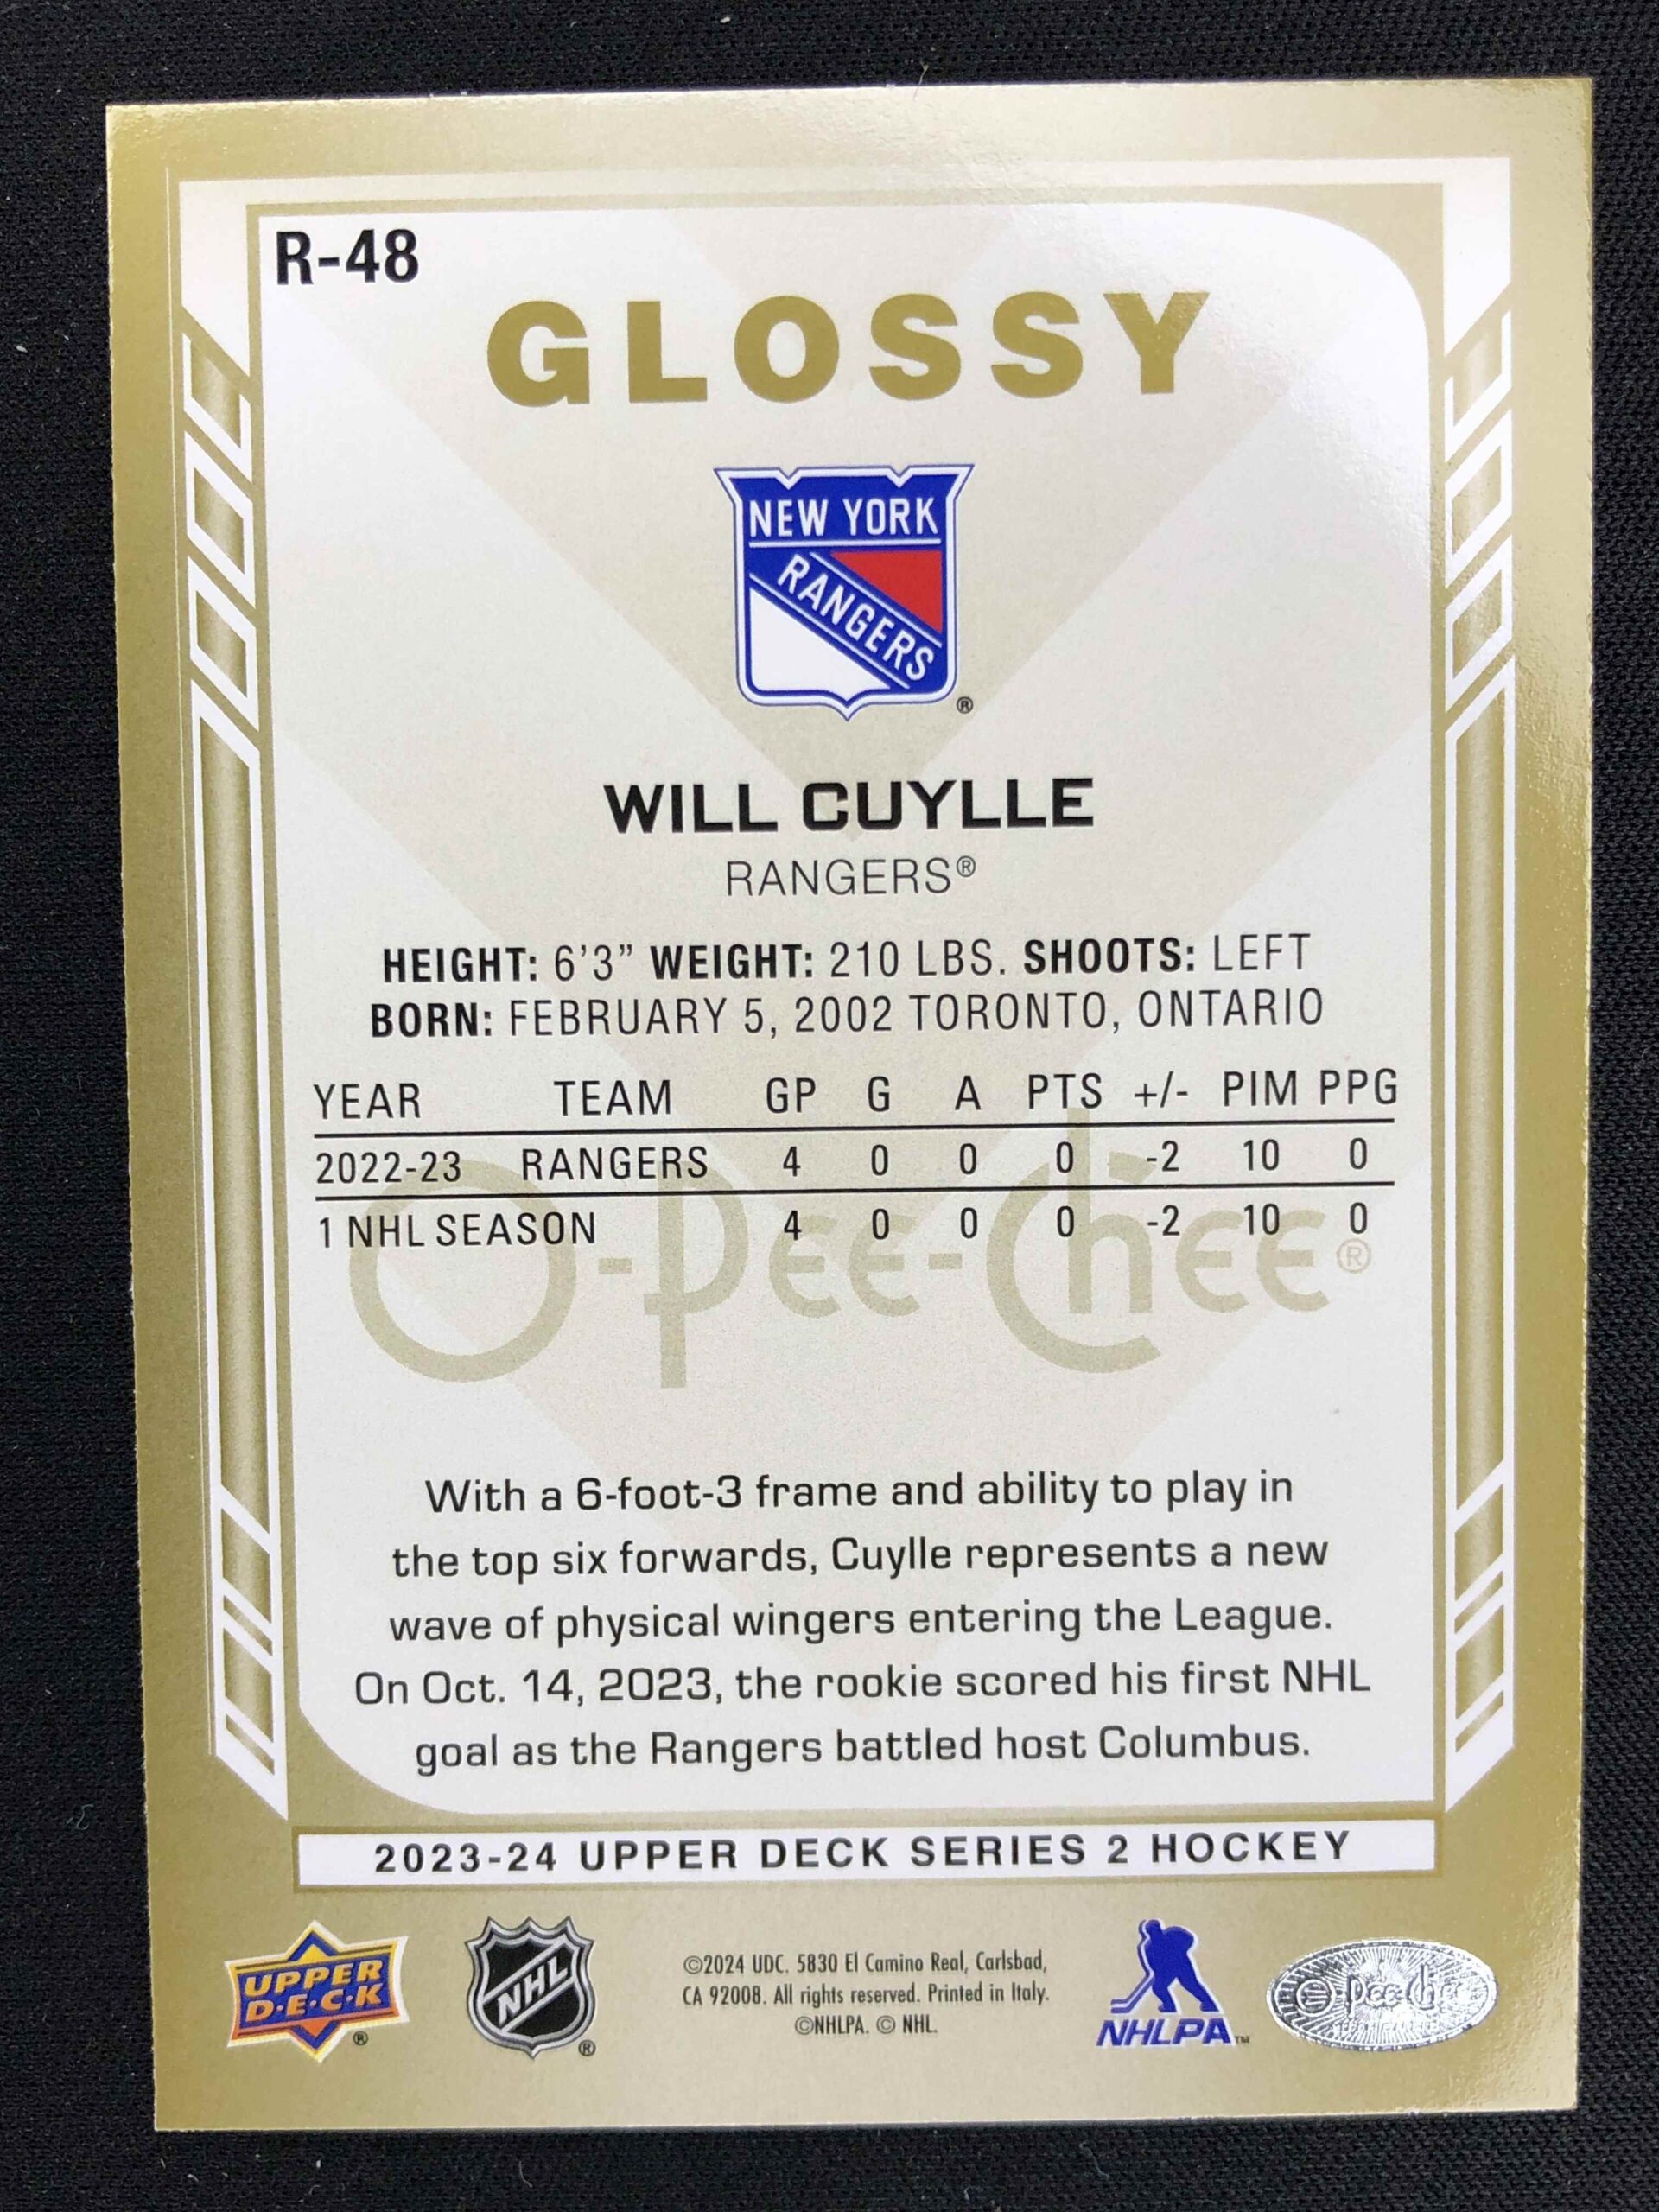 R-48
GLOSSY
NEW YORK
RANGERS
®
WILL CUYLLE
RANGERS®
HEIGHT: 6'3” WEIGHT: 210 LBS. SHOOTS: LEFT
BORN: FEBRUARY 5, 2002 TORONTO, ONTARIO
YEAR TEAM GP G A PTS +/- PIM PPG
2022-23 RANGERS 4 0 0 0 -2 10 0
1 NHL SEASON 4 0 0 0 -2 10 0
O-Pee-Chee®
With a 6-foot-3 frame and ability to play in
the top six forwards, Cuylle represents a new
wave of physical wingers entering the League.
On Oct. 14, 2023, the rookie scored his first NHL
goal as the Rangers battled host Columbus.
2023-24 UPPER DECK SERIES 2 HOCKEY
UPPER
D·E·C·K
®
NHL
®
©2024 UDC. 5830 El Camino Real, Carlsbad,
CA 92008. All rights reserved. Printed in Italy.
©NHLPA. © NHL.
NHLPA™
O-Pee-Chee